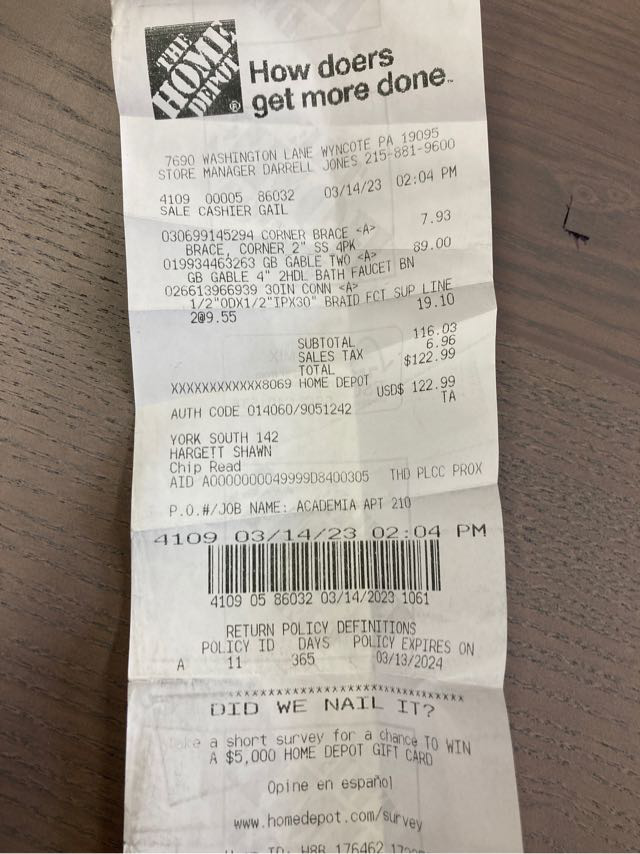 THE
HOME
DEPOT®
How doers
get more done™
7690 WASHINGTON LANE WYNCOTE PA 19095
STORE MANAGER DARRELL JONES 215-881-9600
4109 00005 86032 03/14/23 02:04 PM
SALE CASHIER GAIL
030699145294 CORNER BRACE <A> 7.93
BRACE, CORNER 2" SS 4PK
019934463263 GB GABLE TWO <A> 89.00
GB GABLE 4" 2HDL BATH FAUCET BN
026613966939 30IN CONN <A>
1/2"ODX1/2"IPX30" BRAID FCT SUP LINE
2@9.55 19.10
SUBTOTAL 116.03
SALES TAX 6.96
TOTAL $122.99
XXXXXXXXXXXX8069 HOME DEPOT
USD$ 122.99
AUTH CODE 014060/9051242 TA
YORK SOUTH 142
HARGETT SHAWN
Chip Read
AID A0000000049999D8400305 THD PLCC PROX
P.O.#/JOB NAME: ACADEMIA APT 210
4109 03/14/23 02:04 PM
4109 05 86032 03/14/2023 1061
RETURN POLICY DEFINITIONS
POLICY ID DAYS POLICY EXPIRES ON
A 11 365 03/13/2024
DID WE NAIL IT?
a short survey for a chance TO WIN
A $5,000 HOME DEPOT GIFT CARD
Opine en español
www.homedepot.com/survey
ID: H8R 176462